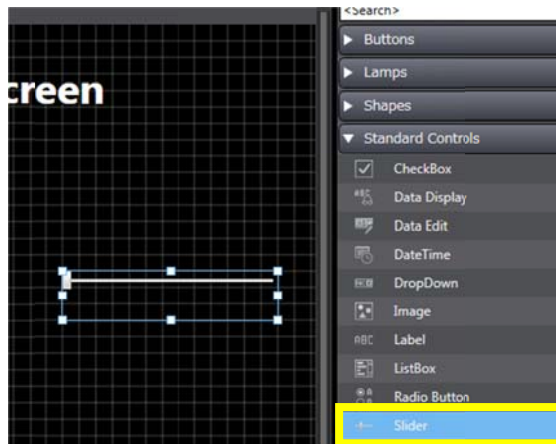 <Search>
Buttons
Lamps
creen
Shapes
Standard Controls
CheckBox
Data Display
Data Edit
DateTime
DropDown
Image
ABC Label
ListBox
Radio Button
Slider